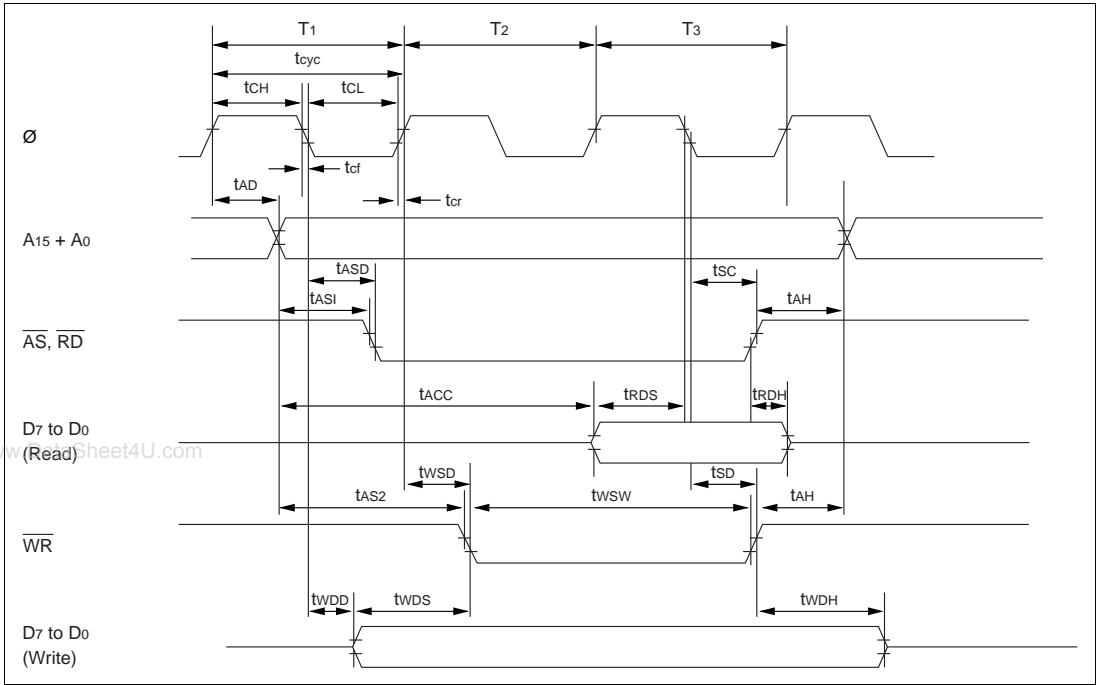 T1 T2 T3
tcyc
tCH tCL
Ø
tcf
tAD
tcr
A15 + A0
tASD tSC
tASI tAH
AS, RD
tACC tRDS tRDH
D7 to D0
(Read)
w.DataSheet4U.com
tWSD tSD
tAS2 tWSW tAH
WR
tWDD tWDS tWDH
D7 to D0
(Write)